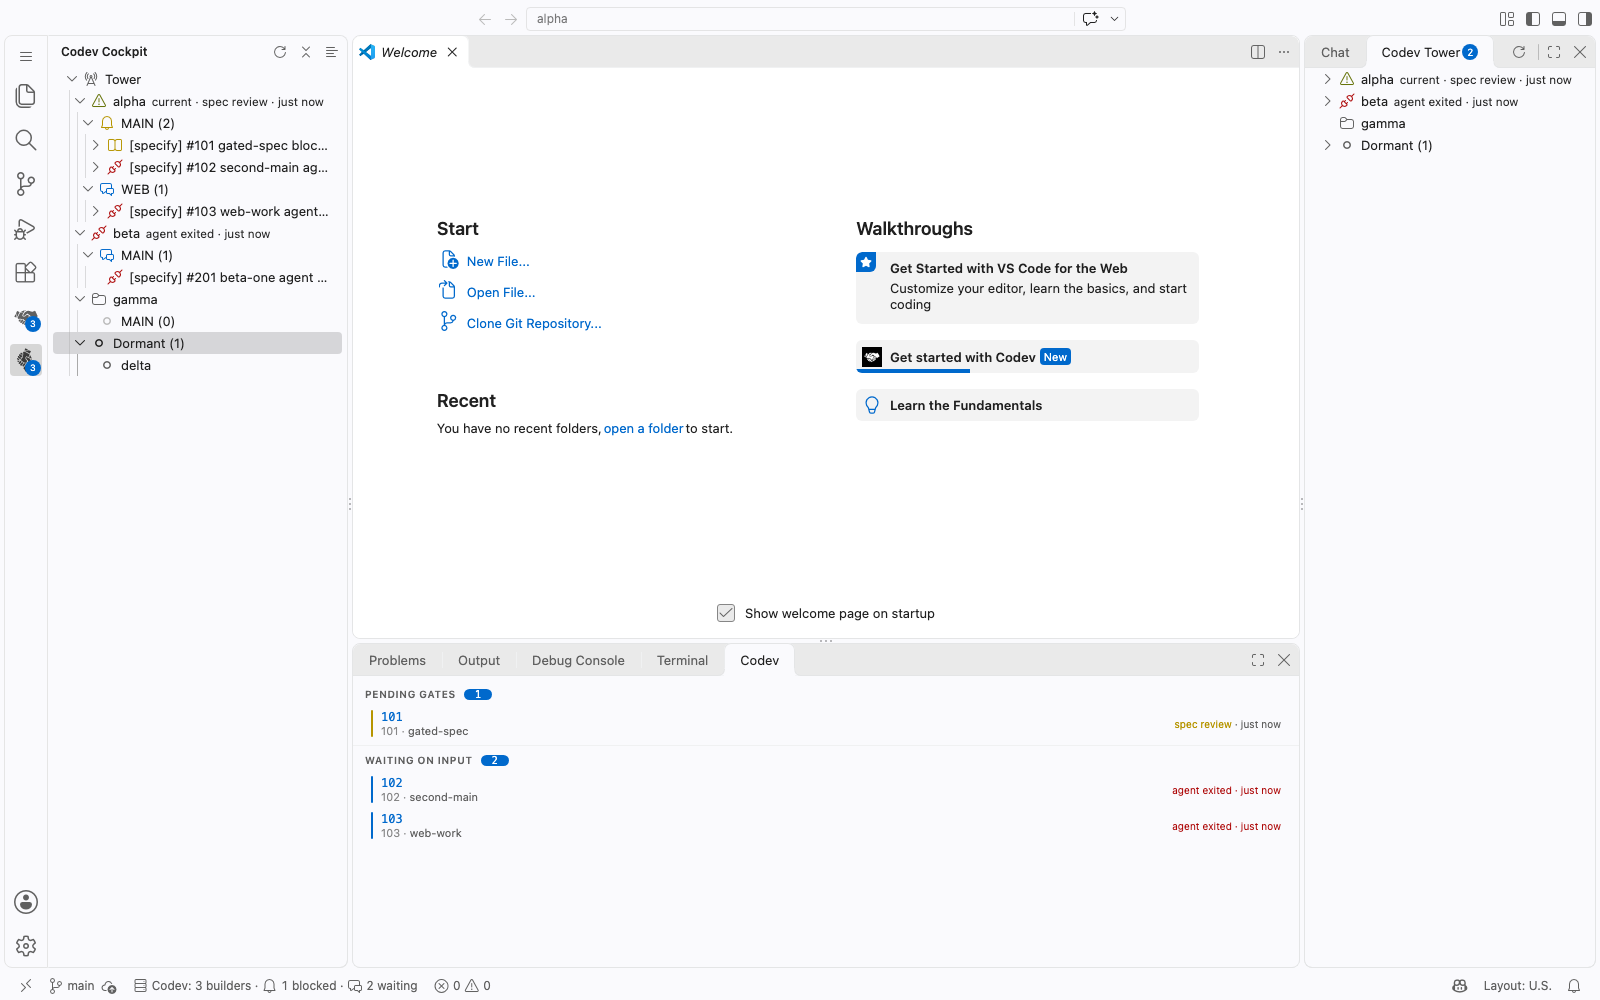 alpha
Codev Cockpit
Tower
alpha current · spec review · just now
MAIN (2)
[specify] #101 gated-spec bloc...
[specify] #102 second-main ag...
WEB (1)
[specify] #103 web-work agent...
beta agent exited · just now
MAIN (1)
[specify] #201 beta-one agent ...
gamma
MAIN (0)
Dormant (1)
delta
3
3
Welcome
Start
New File...
Open File...
Clone Git Repository...
Recent
You have no recent folders, open a folder to start.
Walkthroughs
Get Started with VS Code for the Web
Customize your editor, learn the basics, and start
coding
Get started with Codev New
Learn the Fundamentals
Show welcome page on startup
Problems Output Debug Console Terminal Codev
PENDING GATES 1
101
101 · gated-spec
spec review · just now
WAITING ON INPUT 2
102
102 · second-main
agent exited · just now
103
103 · web-work
agent exited · just now
Chat Codev Tower 2
alpha current · spec review · just now
beta agent exited · just now
gamma
Dormant (1)
main Codev: 3 builders · 1 blocked · 2 waiting 0 0 Layout: U.S.